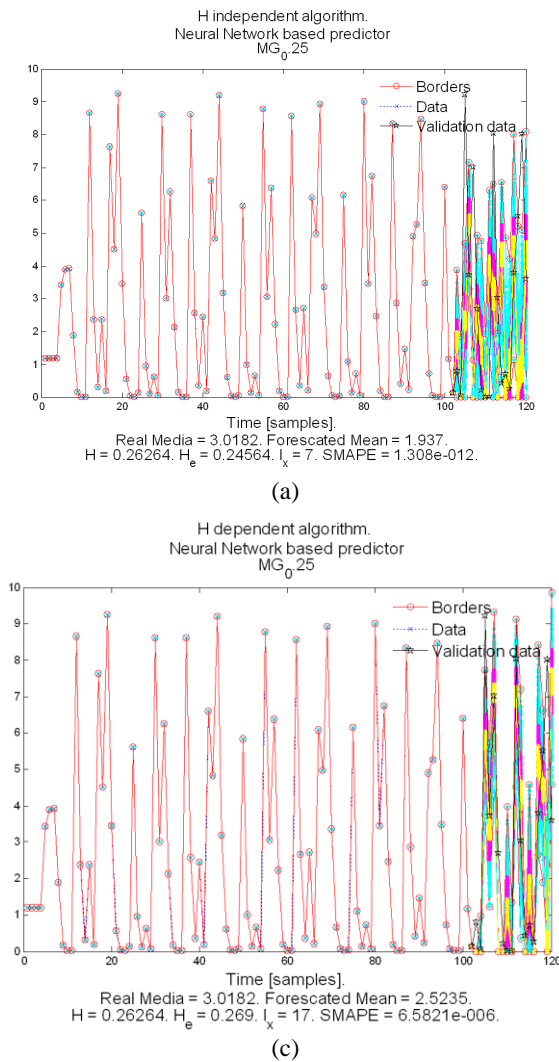 H independent algorithm.
Neural Network based predictor
MG₀.25
10
9
8
7
6
5
4
3
2
1
0
Borders
Data
Validation data
0 20 40 60 80 100 120
Time [samples].
Real Media = 3.0182. Forescated Mean = 1.937.
H = 0.26264. Hₑ = 0.24564. Iₓ = 7. SMAPE = 1.308e-012.
(a)
H dependent algorithm.
Neural Network based predictor
MG₀.25
10
9
8
7
6
5
4
3
2
1
0
Borders
Data
Validation data
0 20 40 60 80 100 120
Time [samples].
Real Media = 3.0182. Forescated Mean = 2.5235.
H = 0.26264. Hₑ = 0.269. Iₓ = 17. SMAPE = 6.5821e-006.
(c)